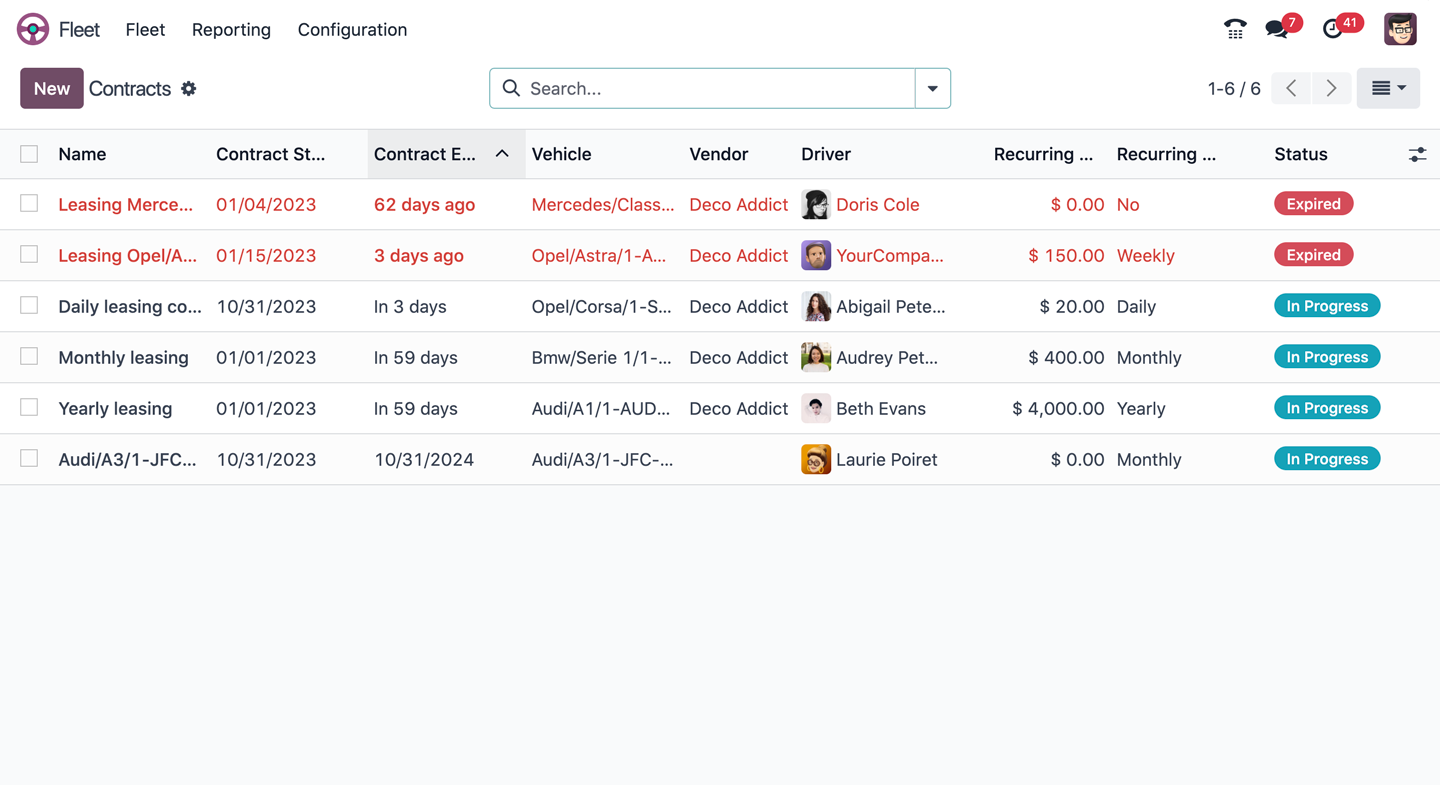 Fleet Fleet Reporting Configuration 7 41
New Contracts Search... 1-6 / 6
Name Contract St... Contract E... Vehicle Vendor Driver Recurring ... Recurring ... Status
Leasing Merce... 01/04/2023 62 days ago Mercedes/Class... Deco Addict Doris Cole $ 0.00 No Expired
Leasing Opel/A... 01/15/2023 3 days ago Opel/Astra/1-A... Deco Addict YourCompa... $ 150.00 Weekly Expired
Daily leasing co... 10/31/2023 In 3 days Opel/Corsa/1-S... Deco Addict Abigail Pete... $ 20.00 Daily In Progress
Monthly leasing 01/01/2023 In 59 days Bmw/Serie 1/1-... Deco Addict Audrey Pet... $ 400.00 Monthly In Progress
Yearly leasing 01/01/2023 In 59 days Audi/A1/1-AUD... Deco Addict Beth Evans $ 4,000.00 Yearly In Progress
Audi/A3/1-JFC... 10/31/2023 10/31/2024 Audi/A3/1-JFC-... Laurie Poiret $ 0.00 Monthly In Progress